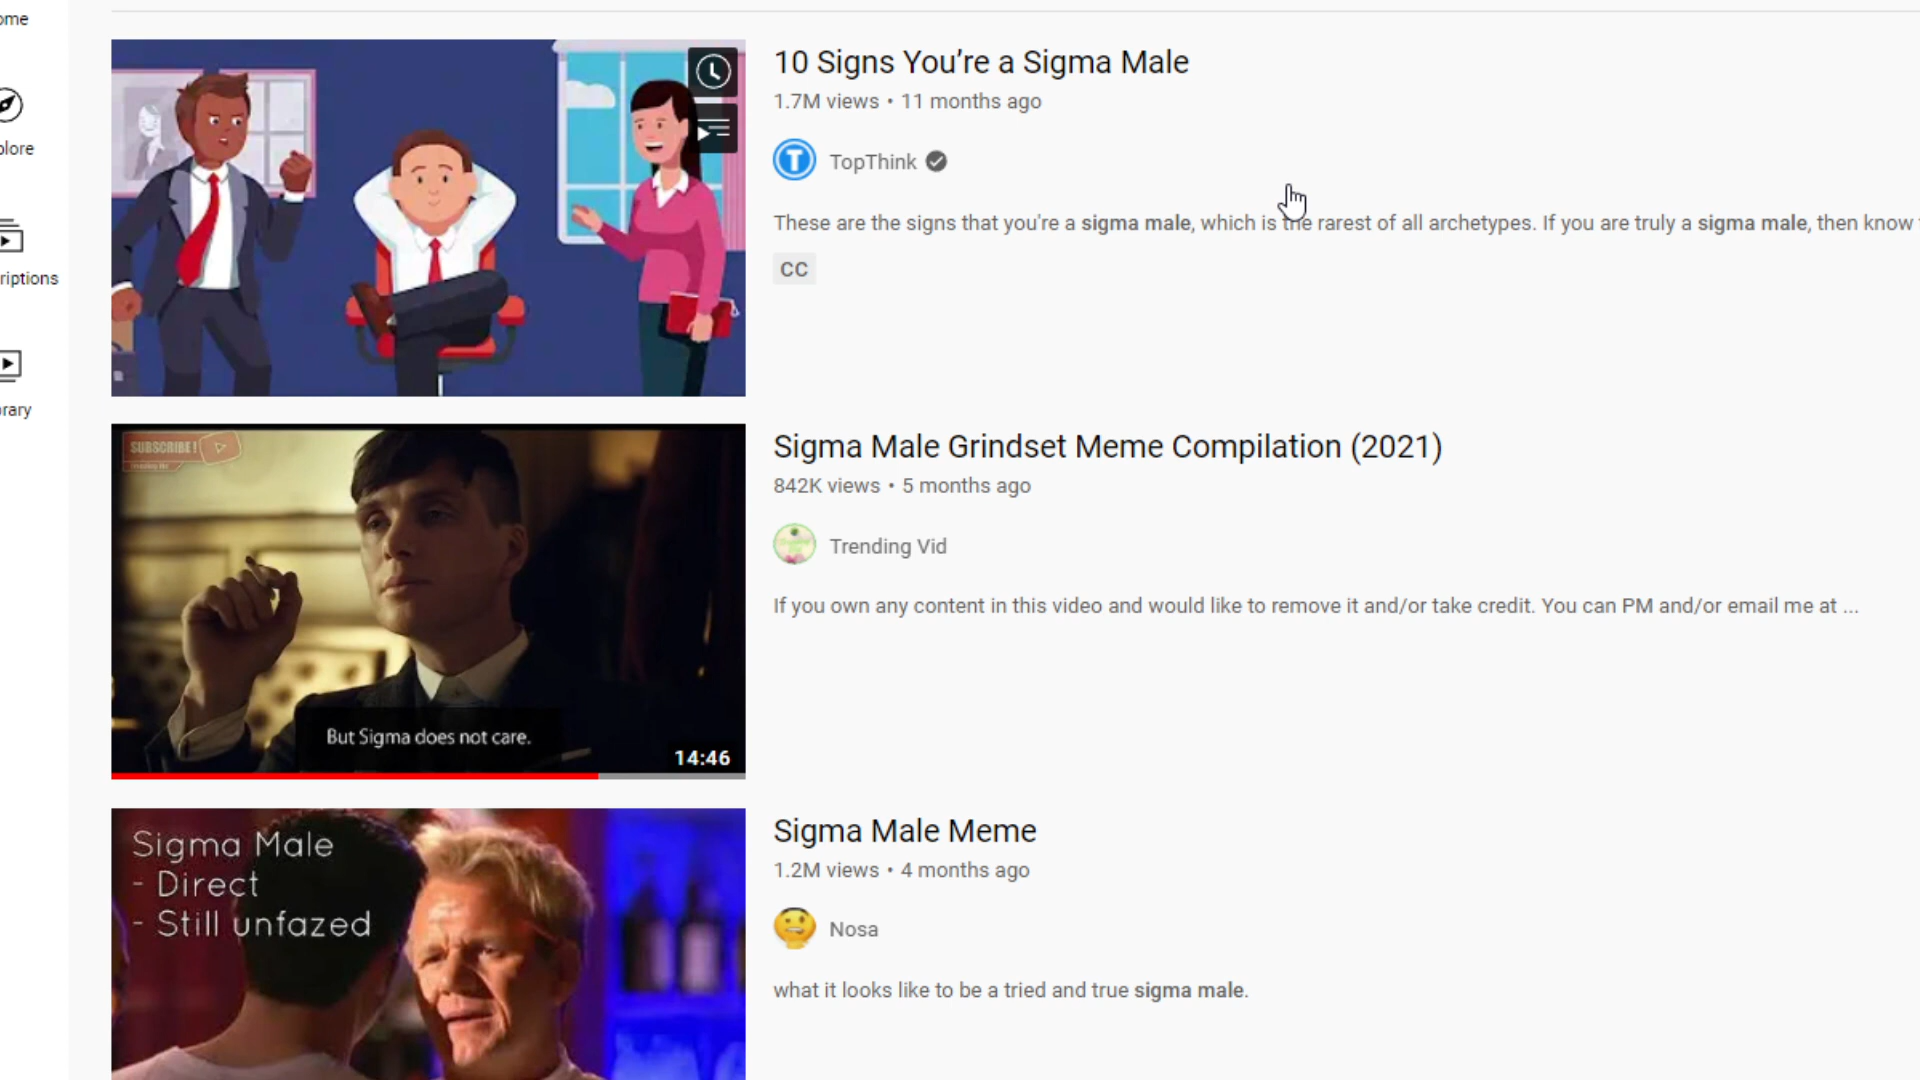 ome
plore
riptions
rary
10 Signs You’re a Sigma Male
1.7M views • 11 months ago
TopThink
These are the signs that you're a sigma male, which is the rarest of all archetypes. If you are truly a sigma male, then know
CC
SUBSCRIBE !
But Sigma does not care.
14:46
Sigma Male Grindset Meme Compilation (2021)
842K views • 5 months ago
Trending Vid
If you own any content in this video and would like to remove it and/or take credit. You can PM and/or email me at ...
Sigma Male
- Direct
- Still unfazed
Sigma Male Meme
1.2M views • 4 months ago
Nosa
what it looks like to be a tried and true sigma male.